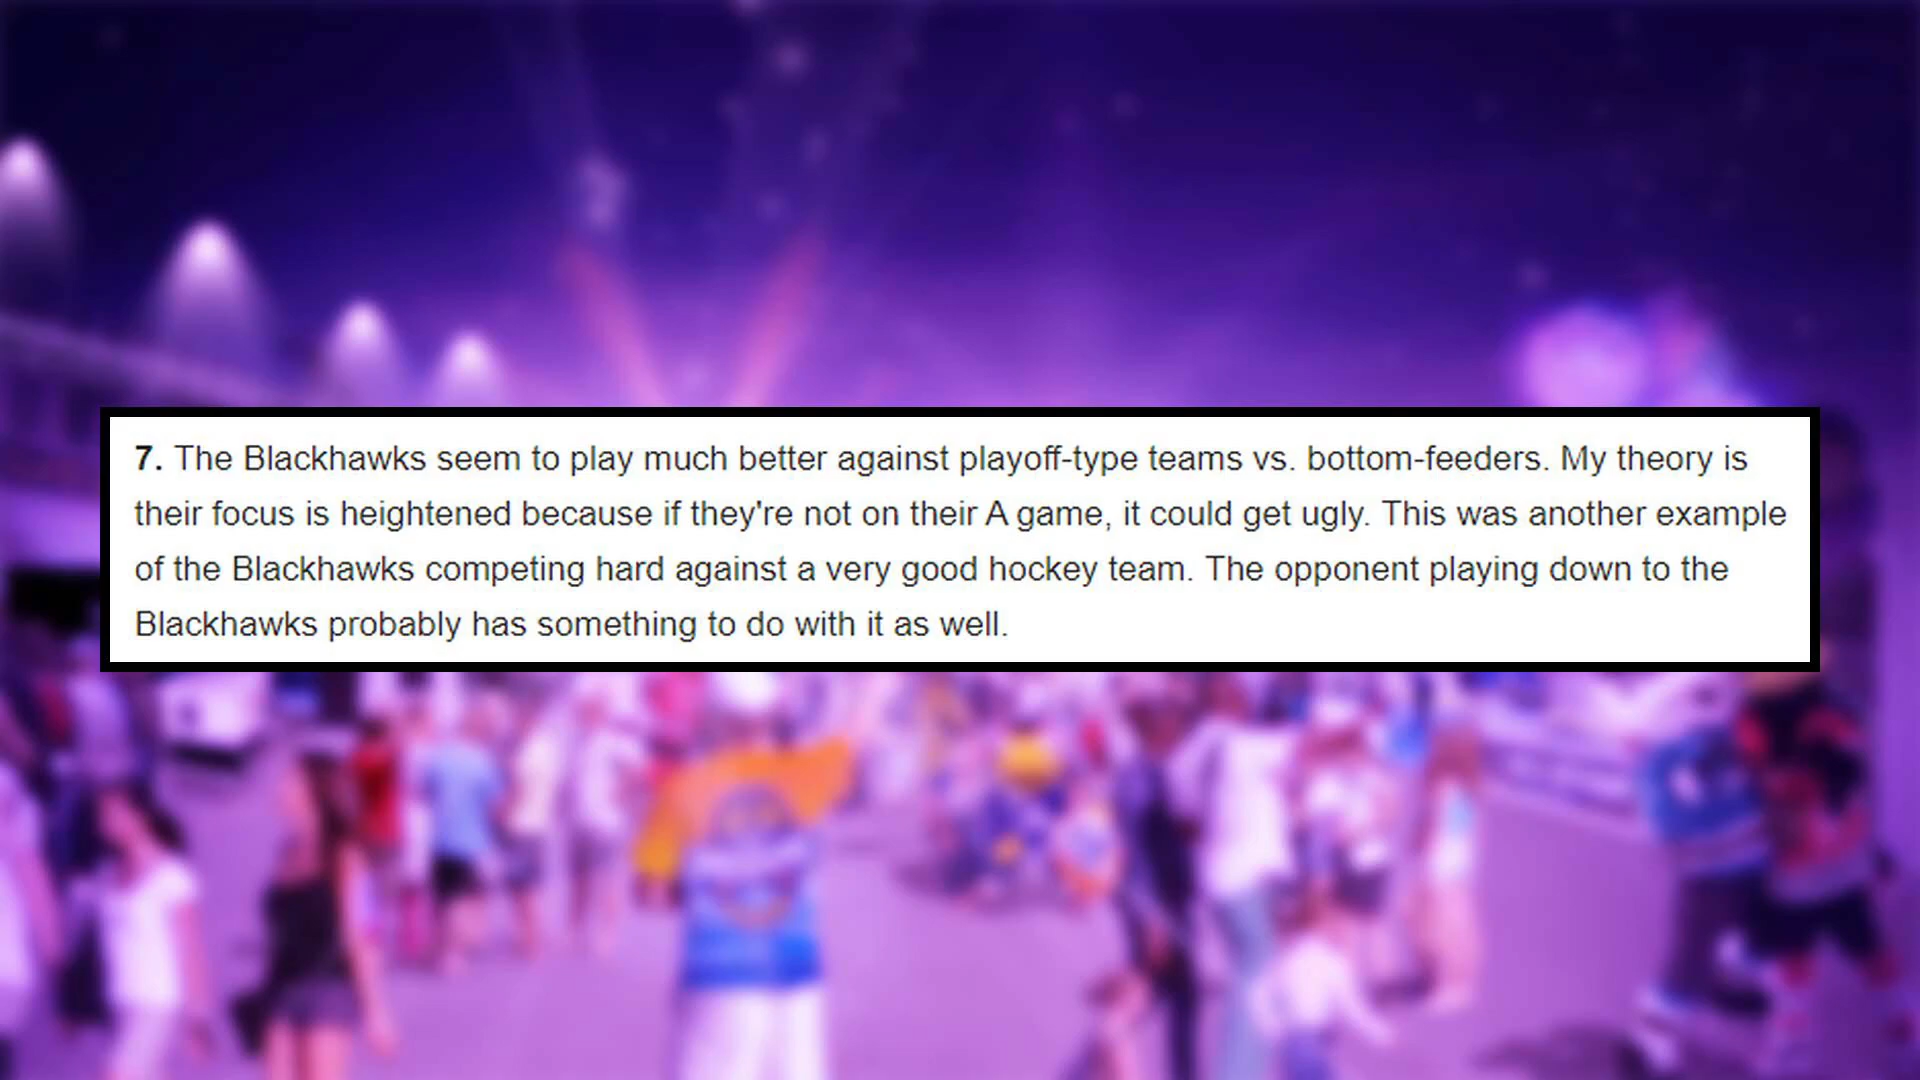 7. The Blackhawks seem to play much better against playoff-type teams vs. bottom-feeders. My theory is
their focus is heightened because if they're not on their A game, it could get ugly. This was another example
of the Blackhawks competing hard against a very good hockey team. The opponent playing down to the
Blackhawks probably has something to do with it as well.